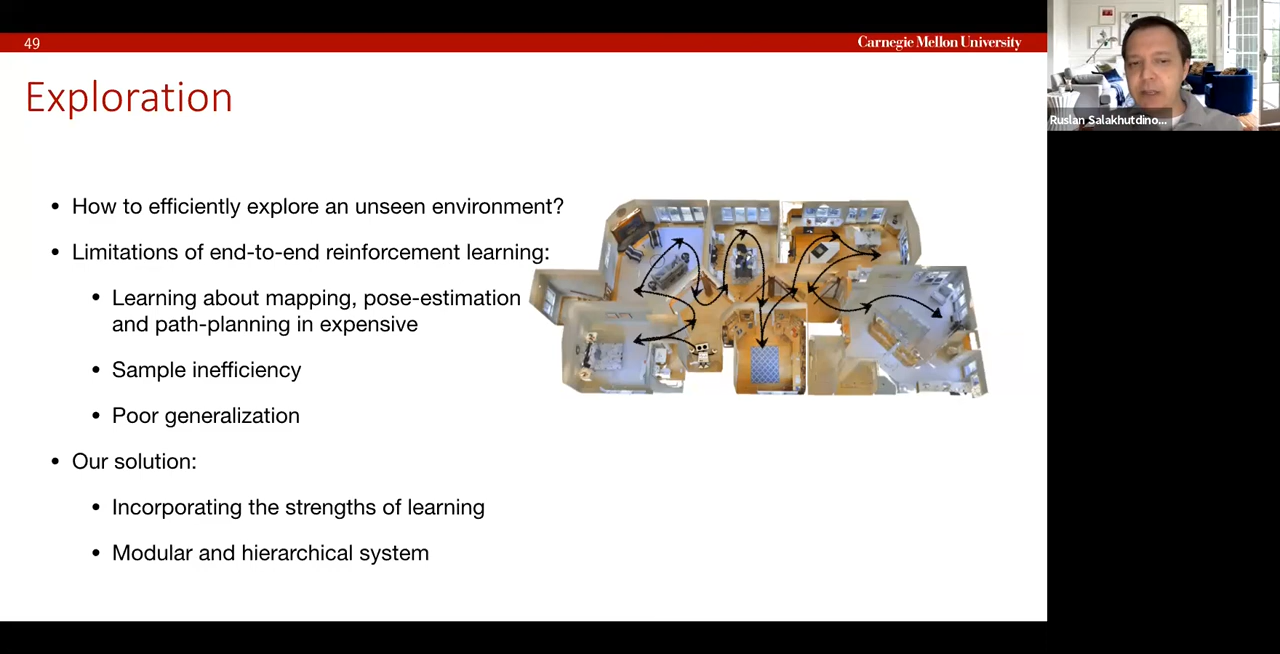 49
Carnegie Mellon University
Exploration
• How to efficiently explore an unseen environment?
• Limitations of end-to-end reinforcement learning:
• Learning about mapping, pose-estimation
and path-planning in expensive
• Sample inefficiency
• Poor generalization
• Our solution:
• Incorporating the strengths of learning
• Modular and hierarchical system
Ruslan Salakhutdino...